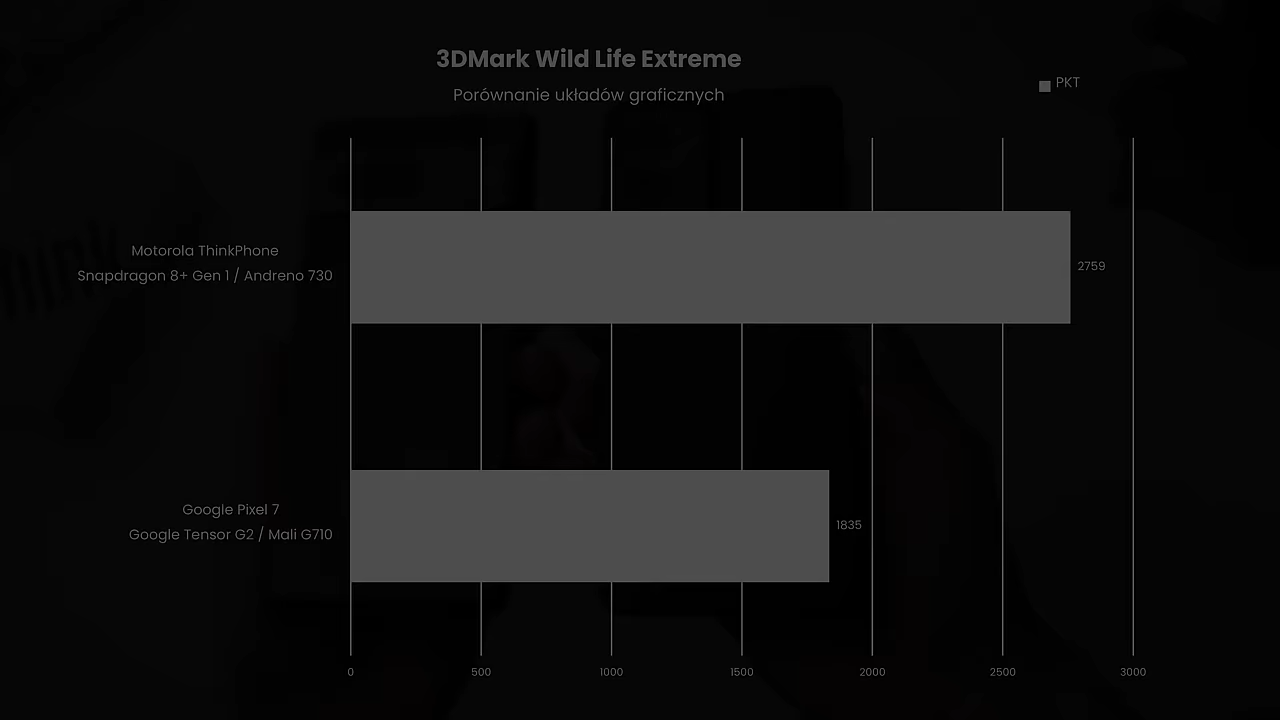 3DMark Wild Life Extreme
Porównanie układów graficznych
PKT
Motorola ThinkPhone
Snapdragon 8+ Gen 1 / Andreno 730
2759
Google Pixel 7
Google Tensor G2 / Mali G710
1835
0 500 1000 1500 2000 2500 3000